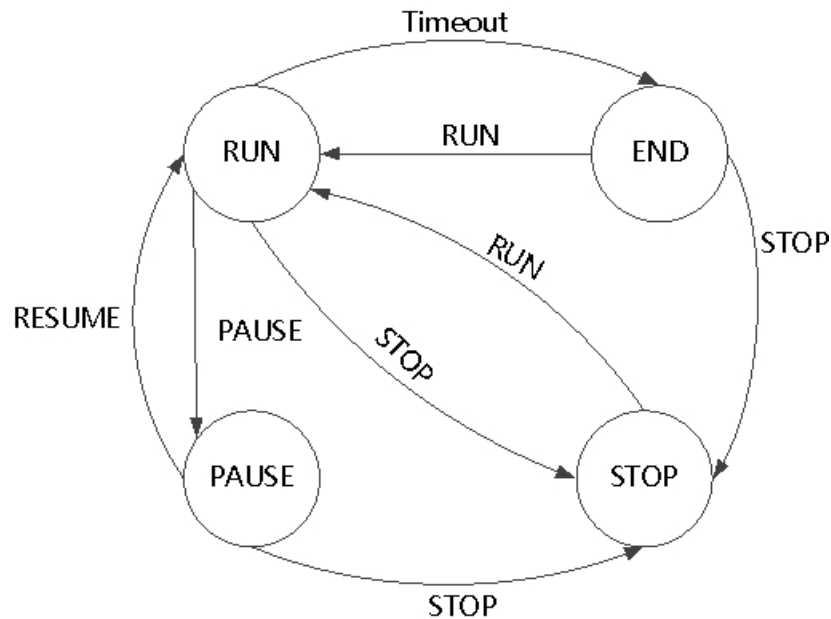 Timeout
RUN
RUN
END
STOP
RUN
RESUME
PAUSE
STOP
PAUSE
STOP
STOP